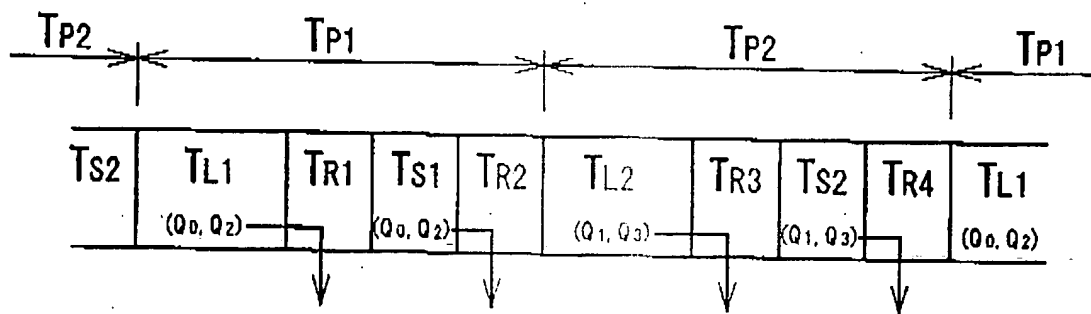 TP2 TP1 TP2 TP1
TS2 TL1 TR1 TS1 TR2 TL2 TR3 TS2 TR4 TL1
(Q0, Q2) (Q0, Q2) (Q1, Q3) (Q1, Q3) (Q0, Q2)